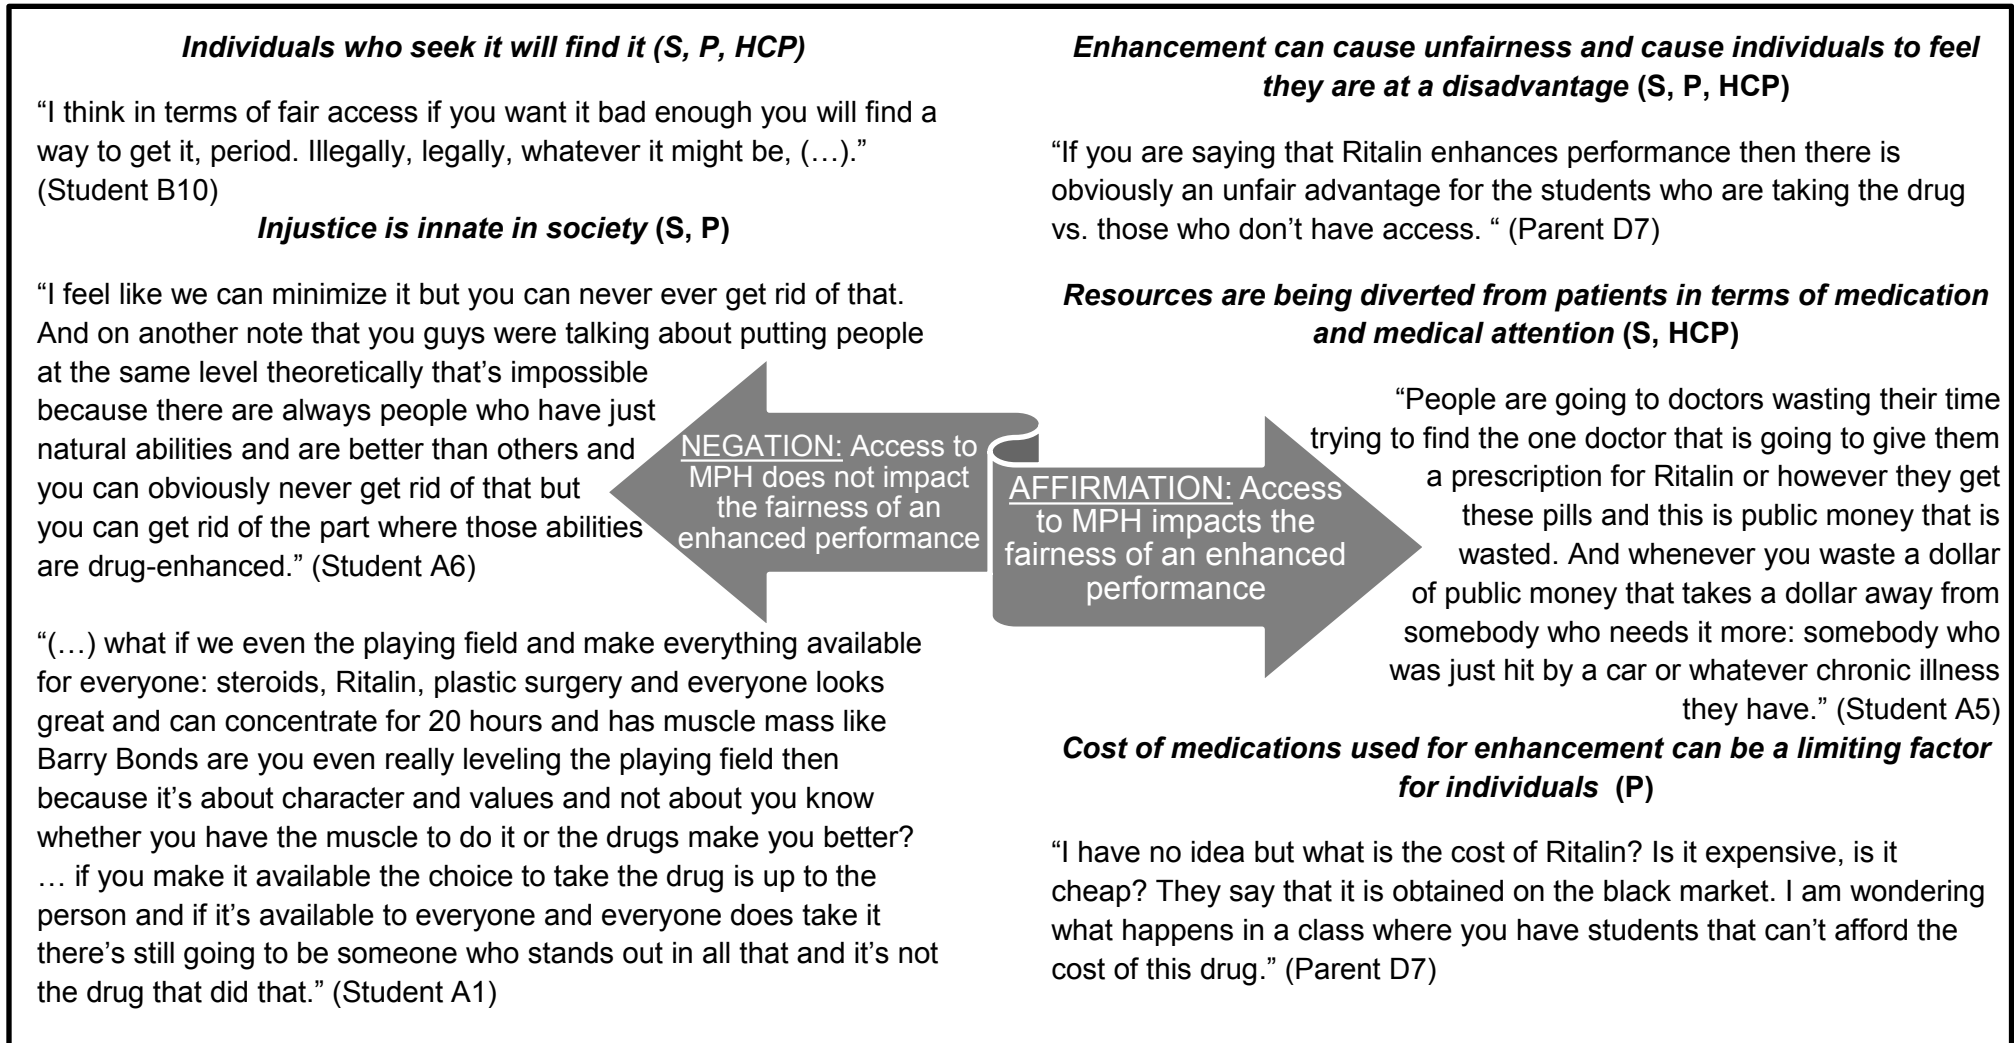 Individuals who seek it will find it (S, P, HCP)
“I think in terms of fair access if you want it bad enough you will find a
way to get it, period. Illegally, legally, whatever it might be, (…).”
(Student B10)
Injustice is innate in society (S, P)
“I feel like we can minimize it but you can never ever get rid of that.
And on another note that you guys were talking about putting people
at the same level theoretically that’s impossible
because there are always people who have just
natural abilities and are better than others and
you can obviously never get rid of that but
you can get rid of the part where those abilities
are drug-enhanced.” (Student A6)
“(…) what if we even the playing field and make everything available
for everyone: steroids, Ritalin, plastic surgery and everyone looks
great and can concentrate for 20 hours and has muscle mass like
Barry Bonds are you even really leveling the playing field then
because it’s about character and values and not about you know
whether you have the muscle to do it or the drugs make you better?
… if you make it available the choice to take the drug is up to the
person and if it’s available to everyone and everyone does take it
there’s still going to be someone who stands out in all that and it’s not
the drug that did that.” (Student A1)
NEGATION: Access to
MPH does not impact
the fairness of an
enhanced performance
AFFIRMATION: Access
to MPH impacts the
fairness of an enhanced
performance
Enhancement can cause unfairness and cause individuals to feel
they are at a disadvantage (S, P, HCP)
“If you are saying that Ritalin enhances performance then there is
obviously an unfair advantage for the students who are taking the drug
vs. those who don’t have access. “ (Parent D7)
Resources are being diverted from patients in terms of medication
and medical attention (S, HCP)
“People are going to doctors wasting their time
trying to find the one doctor that is going to give them
a prescription for Ritalin or however they get
these pills and this is public money that is
wasted. And whenever you waste a dollar
of public money that takes a dollar away from
somebody who needs it more: somebody who
was just hit by a car or whatever chronic illness
they have.” (Student A5)
Cost of medications used for enhancement can be a limiting factor
for individuals (P)
“I have no idea but what is the cost of Ritalin? Is it expensive, is it
cheap? They say that it is obtained on the black market. I am wondering
what happens in a class where you have students that can’t afford the
cost of this drug.” (Parent D7)